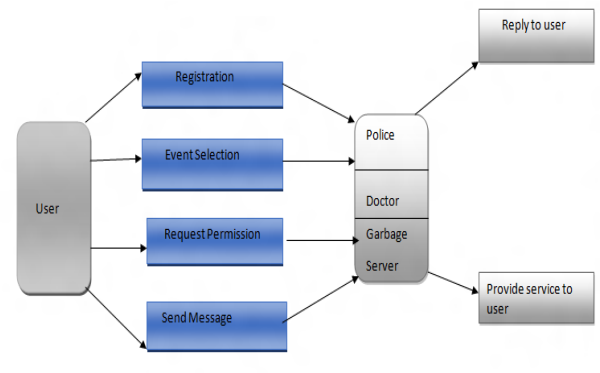 User
Registration
Event Selection
Request Permission
Send Message
Police
Doctor
Garbage
Server
Reply to user
Provide service to
user